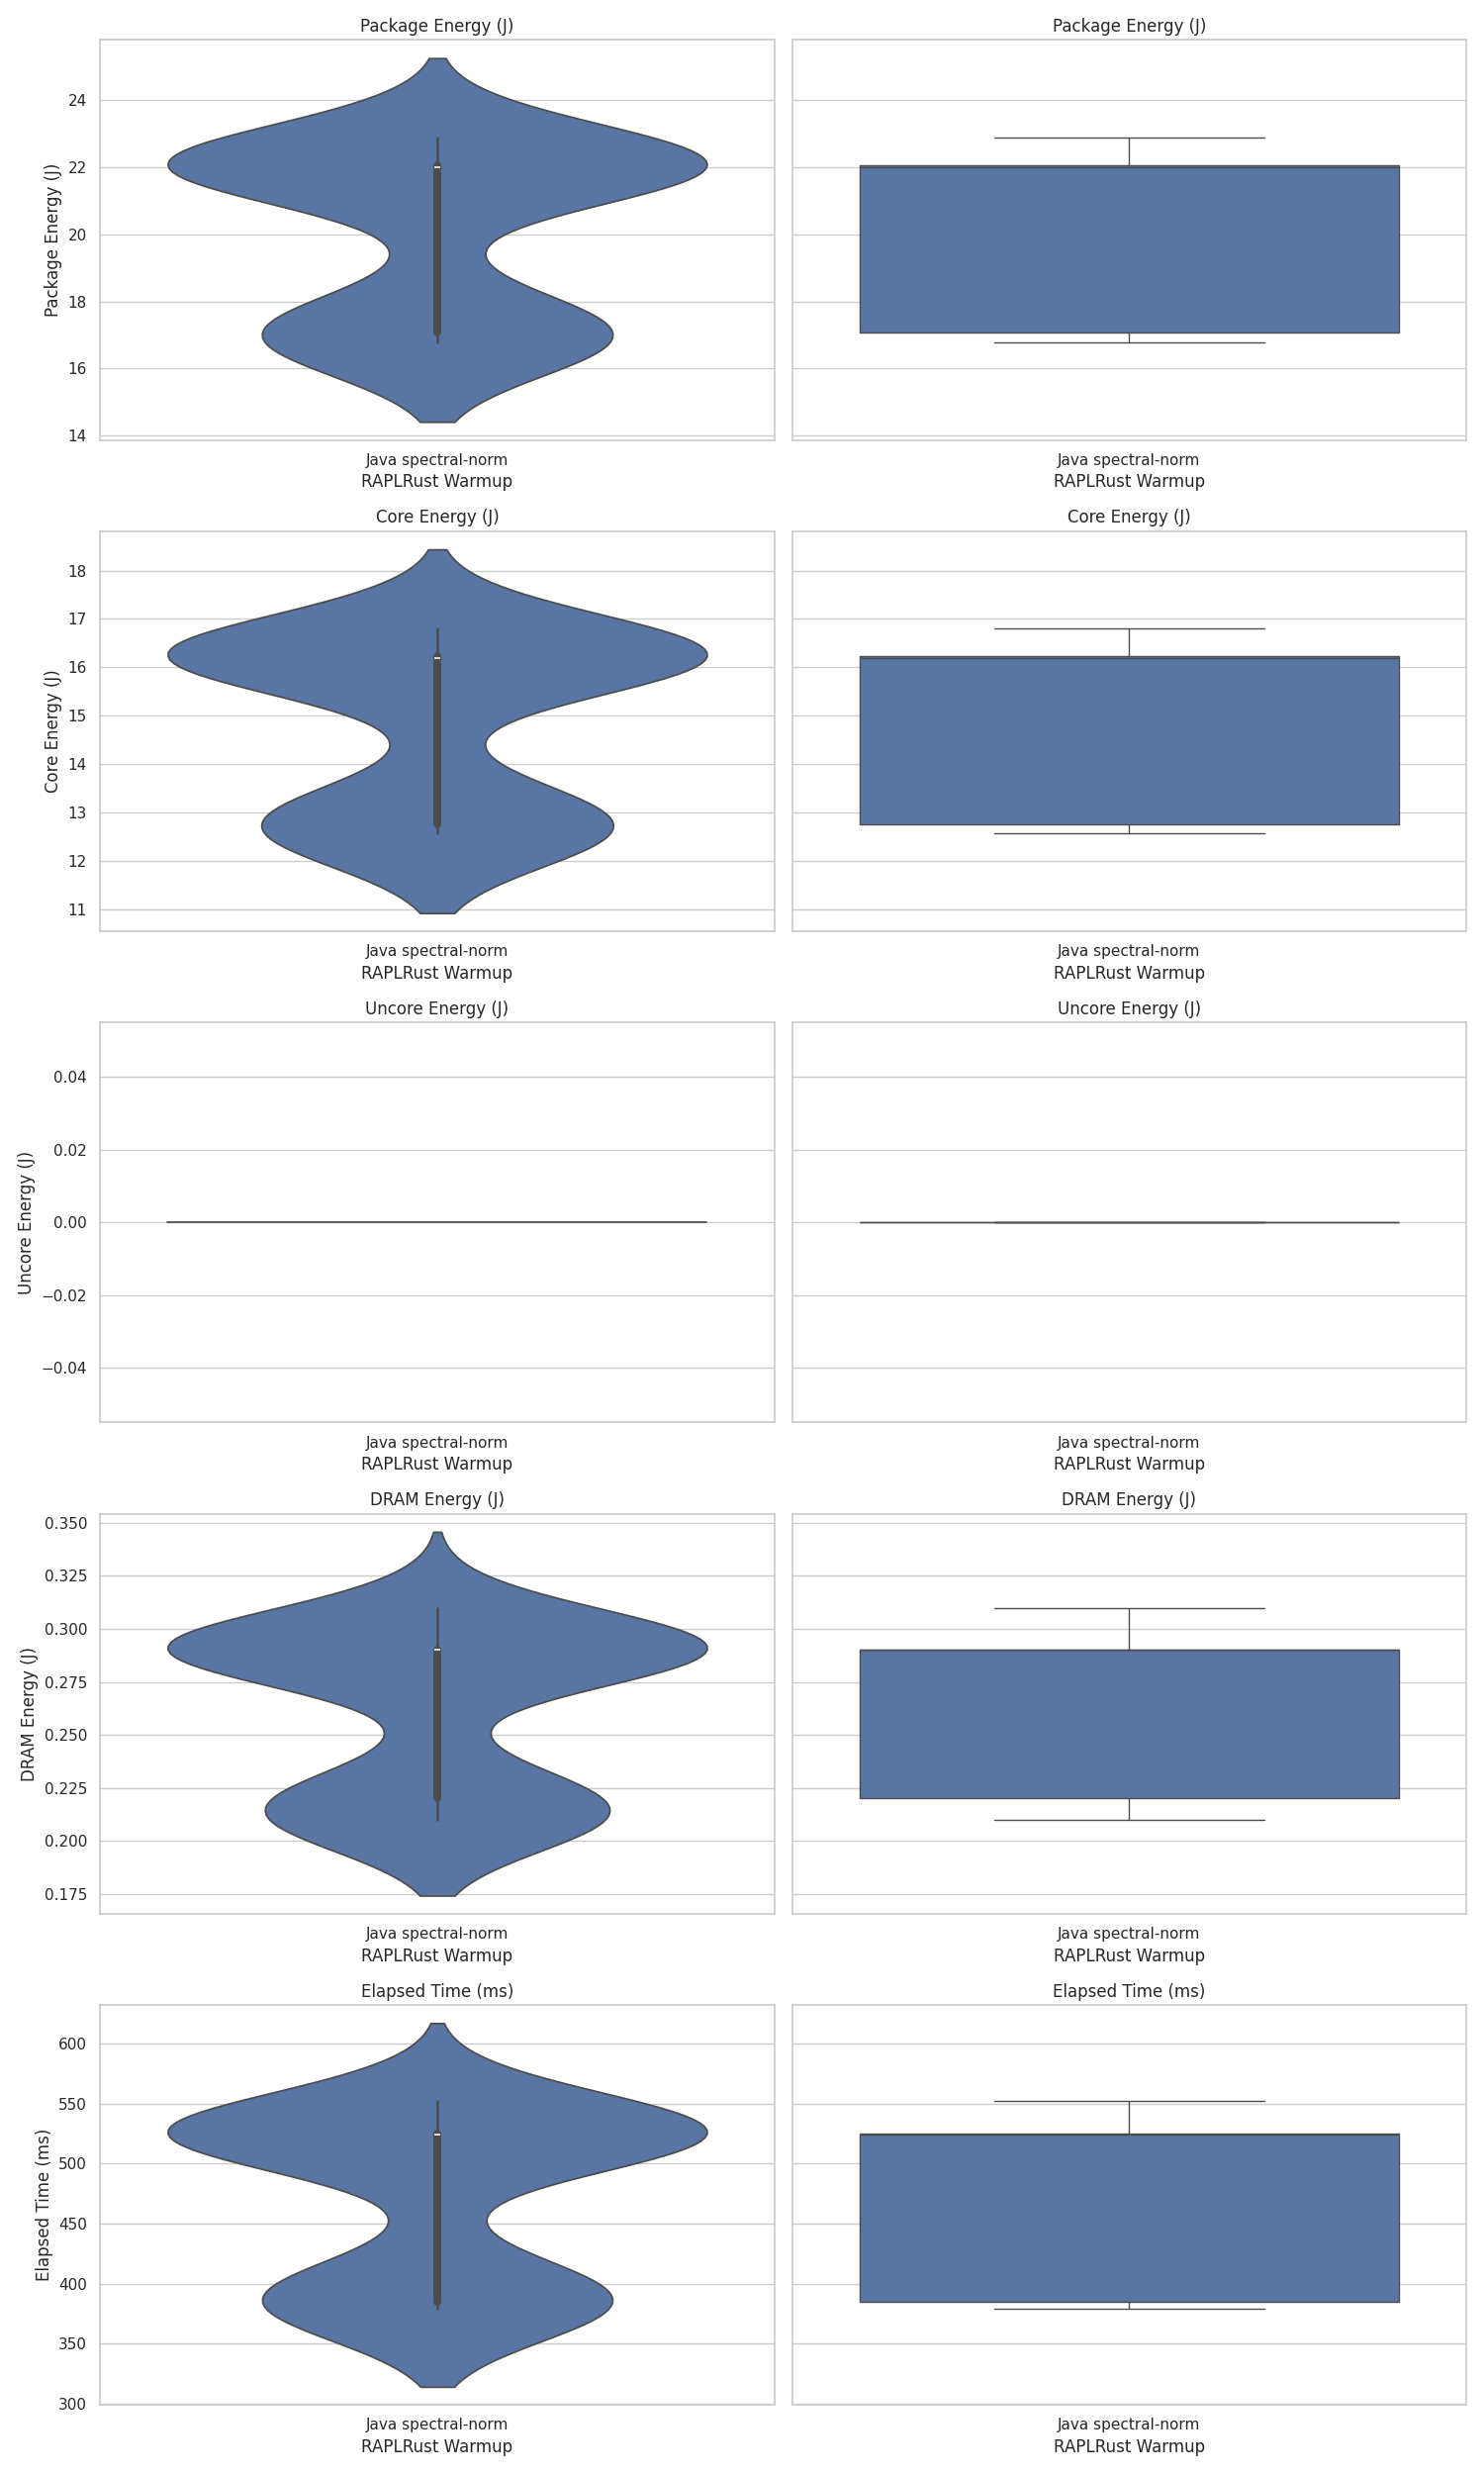 Package Energy (J)
Package Energy (J)
Package Energy (J)
24
22
20
18
16
14
Java spectral-norm
RAPLRust Warmup
Java spectral-norm
RAPLRust Warmup
Core Energy (J)
Core Energy (J)
Core Energy (J)
18
17
16
15
14
13
12
11
Java spectral-norm
RAPLRust Warmup
Java spectral-norm
RAPLRust Warmup
Uncore Energy (J)
Uncore Energy (J)
Uncore Energy (J)
0.04
0.02
0.00
−0.02
−0.04
Java spectral-norm
RAPLRust Warmup
Java spectral-norm
RAPLRust Warmup
DRAM Energy (J)
DRAM Energy (J)
DRAM Energy (J)
0.350
0.325
0.300
0.275
0.250
0.225
0.200
0.175
Java spectral-norm
RAPLRust Warmup
Java spectral-norm
RAPLRust Warmup
Elapsed Time (ms)
Elapsed Time (ms)
Elapsed Time (ms)
600
550
500
450
400
350
300
Java spectral-norm
RAPLRust Warmup
Java spectral-norm
RAPLRust Warmup